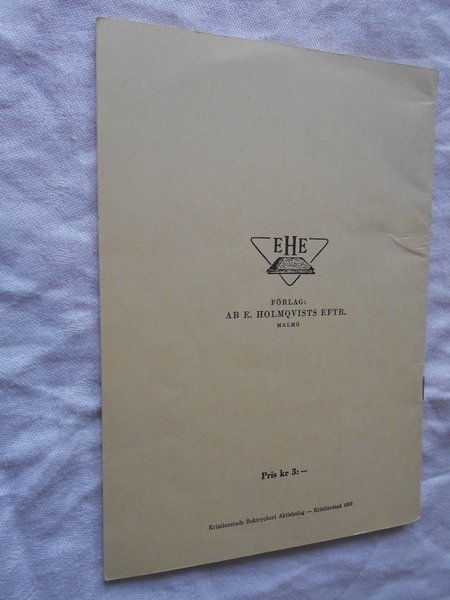 EHE
FÖRLAG:
AB E. HOLMQVISTS EFTR.
MALMÖ
Pris kr 3:—
Kristianstads Boktryckeri Aktiebolag — Kristianstad